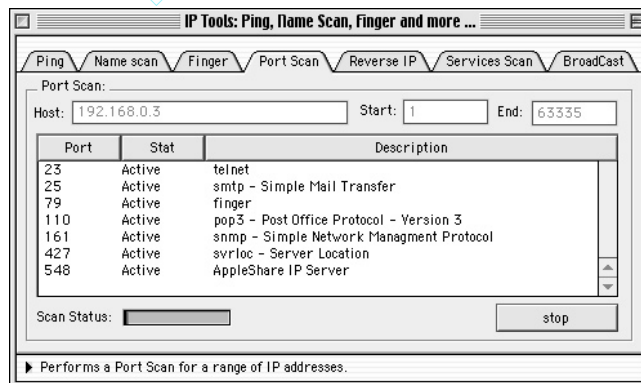 IP Tools: Ping, Name Scan, Finger and more ...
Ping Name scan Finger Port Scan Reverse IP Services Scan BroadCast
Port Scan:
Host: 192.168.0.3 Start: 1 End: 63335
Port Stat Description
23 Active telnet
25 Active smtp - Simple Mail Transfer
79 Active finger
110 Active pop3 - Post Office Protocol - Version 3
161 Active snmp - Simple Network Managment Protocol
427 Active svrloc - Server Location
548 Active AppleShare IP Server
Scan Status: stop
Performs a Port Scan for a range of IP addresses.